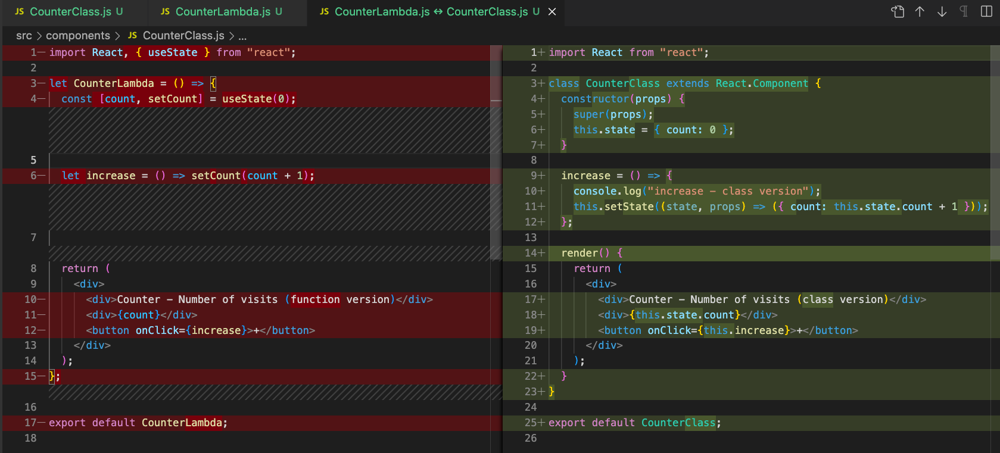 JS CounterClass.js U JS CounterLambda.js U JS CounterLambda.js ↔ CounterClass.js U ×
src > components > JS CounterClass.js > ...
1— import React, { useState } from "react";
2
3— let CounterLambda = () => {
4— const [count, setCount] = useState(0);
5
6— let increase = () => setCount(count + 1);
7
8 return (
9 <div>
10— <div>Counter – Number of visits (function version)</div>
11— <div>{count}</div>
12— <button onClick={increase}>+</button>
13 </div>
14 );
15— };
16
17— export default CounterLambda;
18
1+ import React from "react";
2
3+ class CounterClass extends React.Component {
4+ constructor(props) {
5+ super(props);
6+ this.state = { count: 0 };
7+ }
8
9+ increase = () => {
10+ console.log("increase – class version");
11+ this.setState((state, props) => ({ count: this.state.count + 1 }));
12+ };
13
14+ render() {
15 return (
16 <div>
17+ <div>Counter – Number of visits (class version)</div>
18+ <div>{this.state.count}</div>
19+ <button onClick={this.increase}>+</button>
20 </div>
21 );
22+ }
23+ }
24
25+ export default CounterClass;
26